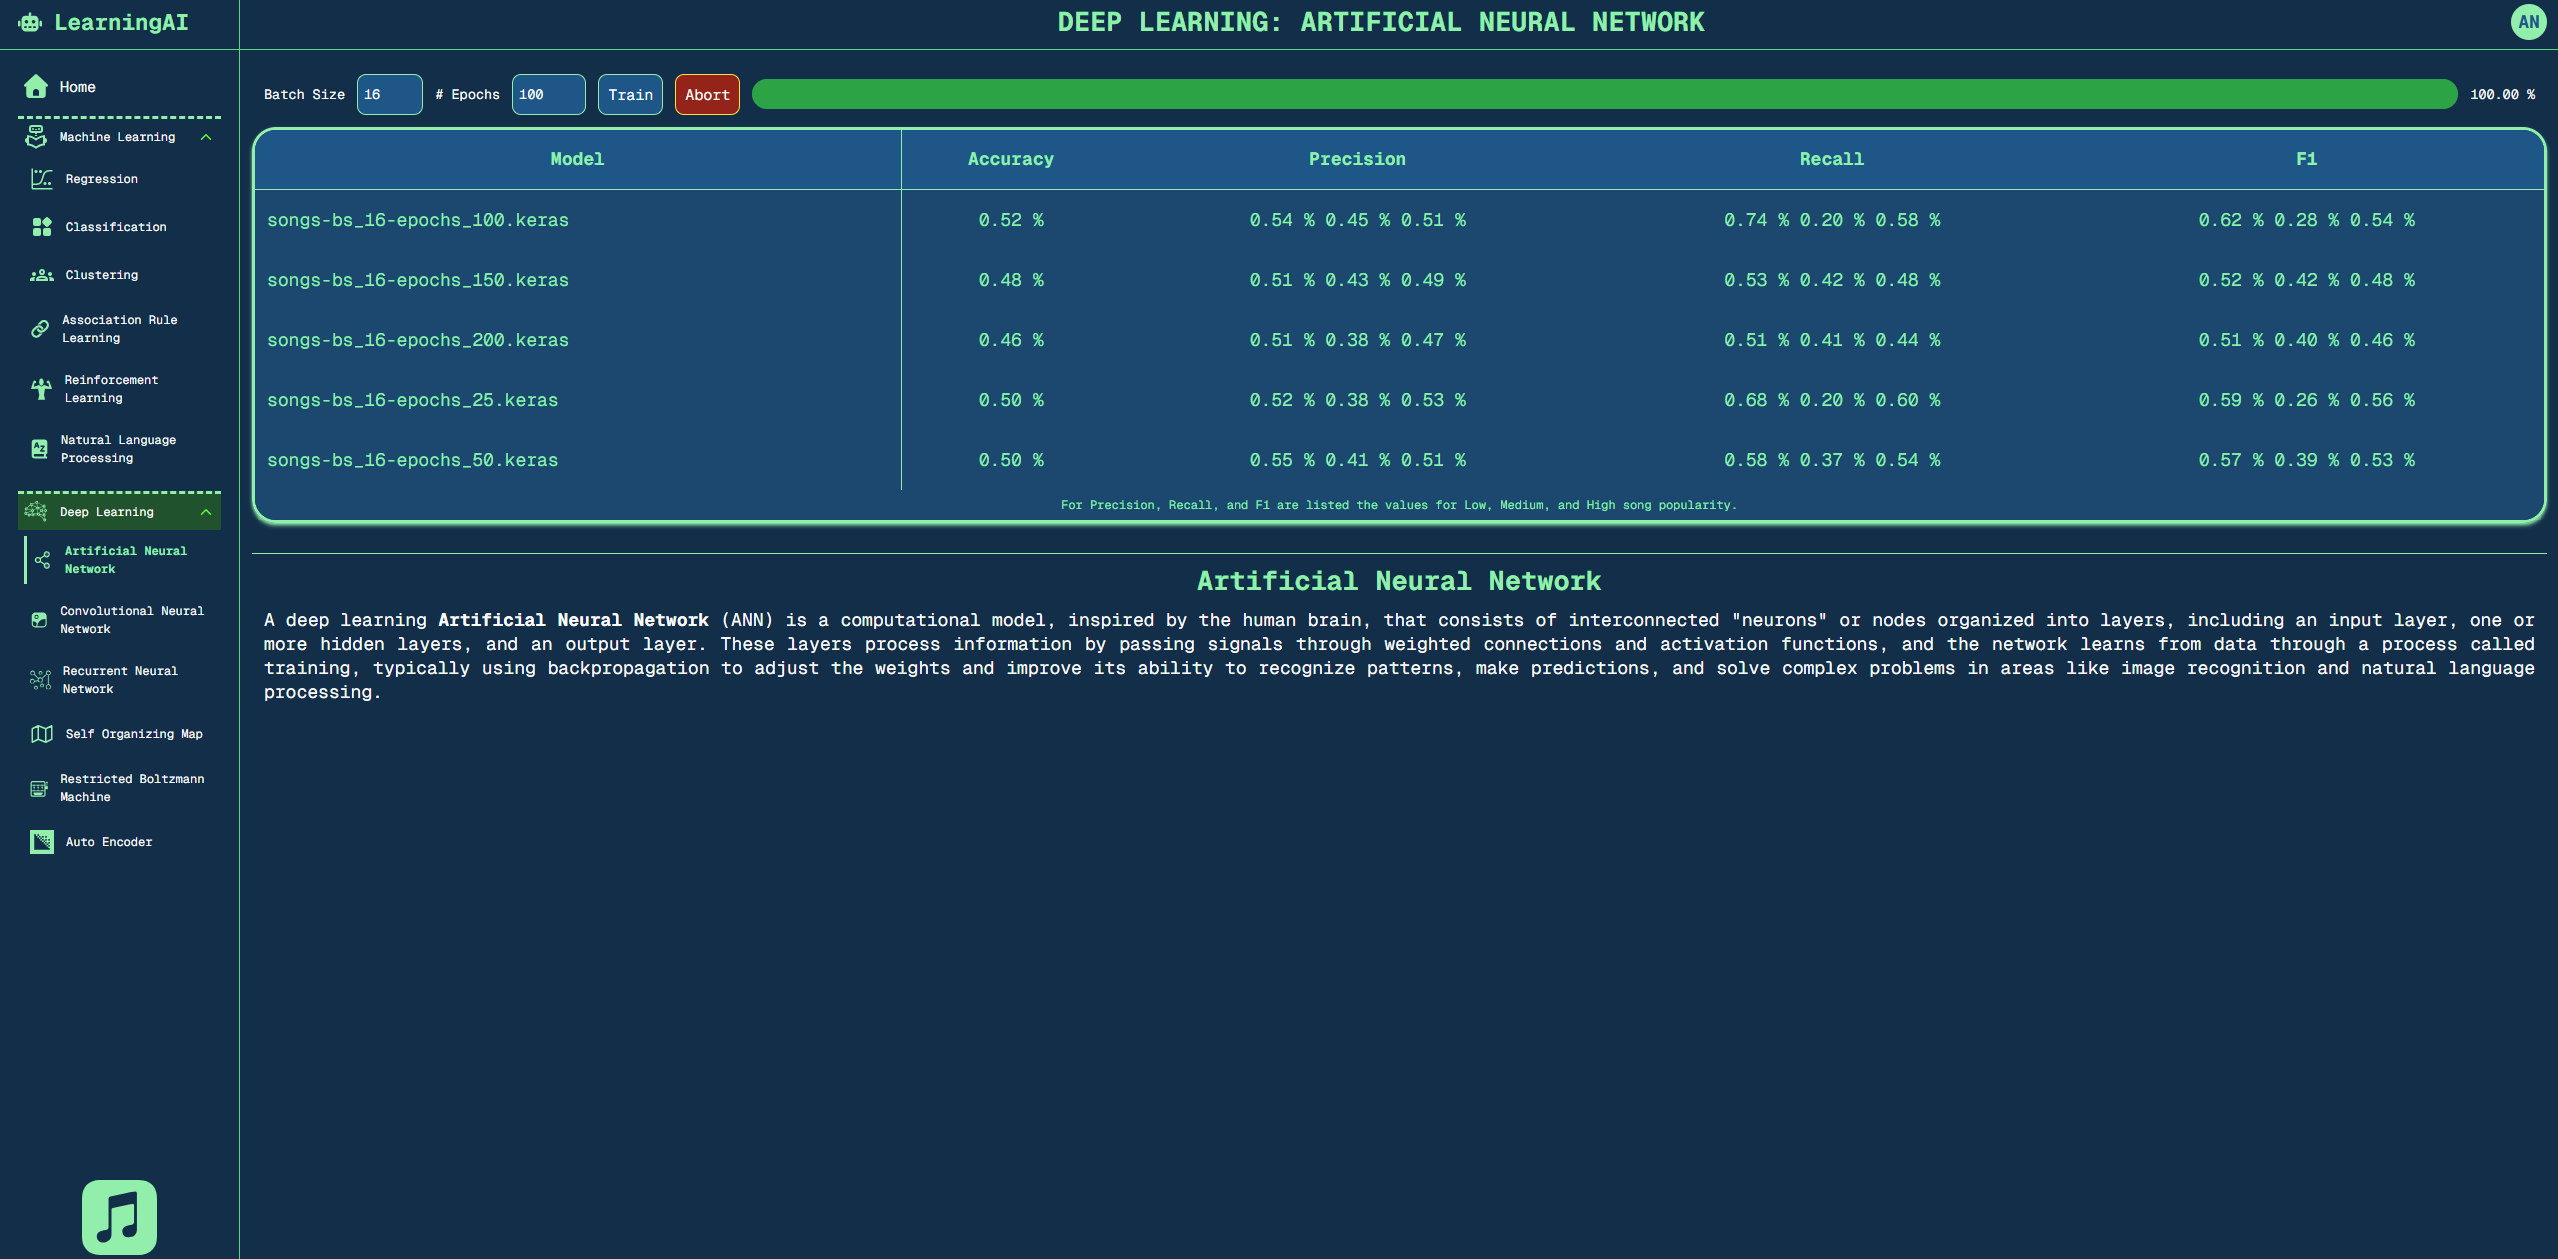 LearningAI
DEEP LEARNING: ARTIFICIAL NEURAL NETWORK
AN
Home
Machine Learning
Regression
Classification
Clustering
Association Rule
Learning
Reinforcement
Learning
Natural Language
Processing
Deep Learning
Artificial Neural
Network
Convolutional Neural
Network
Recurrent Neural
Network
Self Organizing Map
Restricted Boltzmann
Machine
Auto Encoder
Batch Size 16 # Epochs 100 Train Abort 100.00 %
Model Accuracy Precision Recall F1
songs-bs_16-epochs_100.keras 0.52 % 0.54 % 0.45 % 0.51 % 0.74 % 0.20 % 0.58 % 0.62 % 0.28 % 0.54 %
songs-bs_16-epochs_150.keras 0.48 % 0.51 % 0.43 % 0.49 % 0.53 % 0.42 % 0.48 % 0.52 % 0.42 % 0.48 %
songs-bs_16-epochs_200.keras 0.46 % 0.51 % 0.38 % 0.47 % 0.51 % 0.41 % 0.44 % 0.51 % 0.40 % 0.46 %
songs-bs_16-epochs_25.keras 0.50 % 0.52 % 0.38 % 0.53 % 0.68 % 0.20 % 0.60 % 0.59 % 0.26 % 0.56 %
songs-bs_16-epochs_50.keras 0.50 % 0.55 % 0.41 % 0.51 % 0.58 % 0.37 % 0.54 % 0.57 % 0.39 % 0.53 %
For Precision, Recall, and F1 are listed the values for Low, Medium, and High song popularity.
Artificial Neural Network
A deep learning Artificial Neural Network (ANN) is a computational model, inspired by the human brain, that consists of interconnected "neurons" or nodes organized into layers, including an input layer, one or
more hidden layers, and an output layer. These layers process information by passing signals through weighted connections and activation functions, and the network learns from data through a process called
training, typically using backpropagation to adjust the weights and improve its ability to recognize patterns, make predictions, and solve complex problems in areas like image recognition and natural language
processing.